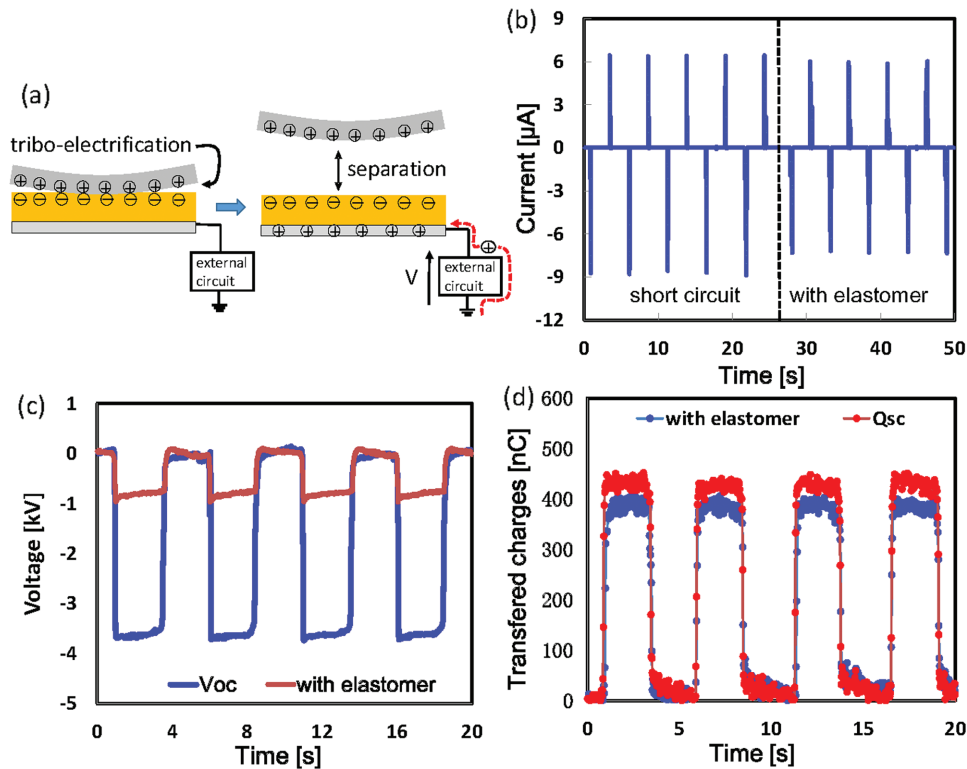 (a)
tribo-electrification
separation
external
circuit
V
external
circuit
(b)
Current [µA]
9
6
3
0
-3
-6
-9
-12
short circuit
with elastomer
0 10 20 30 40 50
Time [s]
(c)
Voltage [kV]
1
0
-1
-2
-3
-4
-5
Voc
with elastomer
0 4 8 12 16 20
Time [s]
(d)
Transfered charges [nC]
600
500
400
300
200
100
0
with elastomer
Qsc
0 5 10 15 20
Time [s]